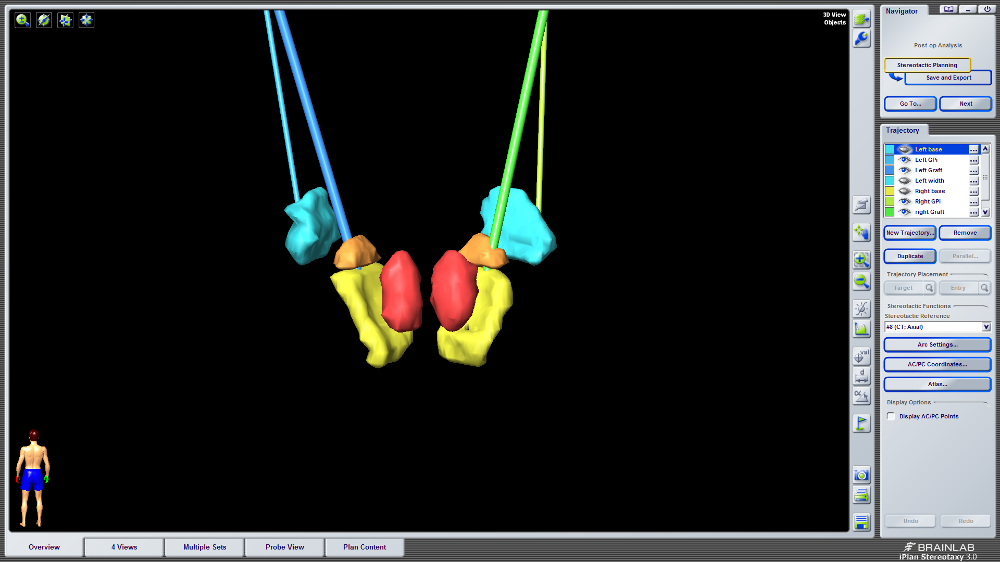 3D View
Objects
Navigator
Post-op Analysis
Stereotactic Planning
Save and Export
Go To...
Next
Trajectory
Left base
...
Left GPi
...
Left Graft
...
Left width
...
Right base
...
Right GPi
...
right Graft
...
New Trajectory...
Remove
Duplicate
Parallel...
Trajectory Placement
Target
Entry
Stereotactic Functions
Stereotactic Reference
#8 (CT; Axial)
Arc Settings...
AC/PC Coordinates...
Atlas...
Display Options
Display AC/PC Points
val
d
α
Undo
Redo
Overview
4 Views
Multiple Sets
Probe View
Plan Content
BRAINLAB
iPlan Stereotaxy 3.0